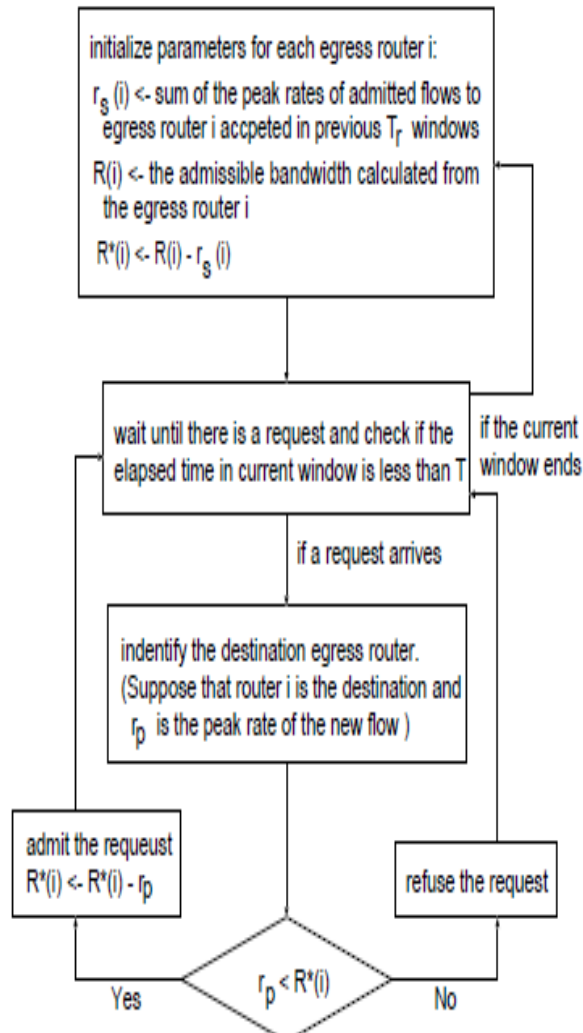 initialize parameters for each egress router i:
r_s (i) <- sum of the peak rates of admitted flows to
egress router i accpeted in previous T_r windows
R(i) <- the admissible bandwidth calculated from
the egress router i
R*(i) <- R(i) - r_s (i)
wait until there is a request and check if the
elapsed time in current window is less than T
if the current
window ends
if a request arrives
indentify the destination egress router.
(Suppose that router i is the destination and
r_p is the peak rate of the new flow )
admit the requeust
R*(i) <- R*(i) - r_p
refuse the request
r_p < R*(i)
Yes
No